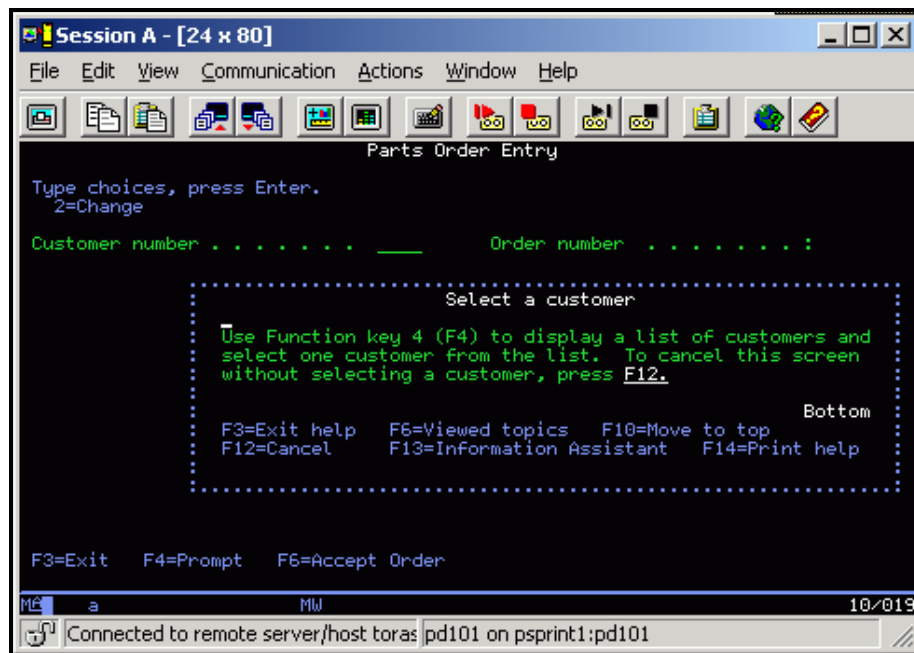 Session A - [24 x 80]
File Edit View Communication Actions Window Help
Parts Order Entry
Type choices, press Enter.
2=Change
Customer number . . . . . . . ____ Order number . . . . . . . :
Select a customer
Use Function key 4 (F4) to display a list of customers and
select one customer from the list. To cancel this screen
without selecting a customer, press F12.
Bottom
F3=Exit help F6=Viewed topics F10=Move to top
F12=Cancel F13=Information Assistant F14=Print help
F3=Exit F4=Prompt F6=Accept Order
MA a MW 10/019
Connected to remote server/host toras pd101 on psprint1:pd101